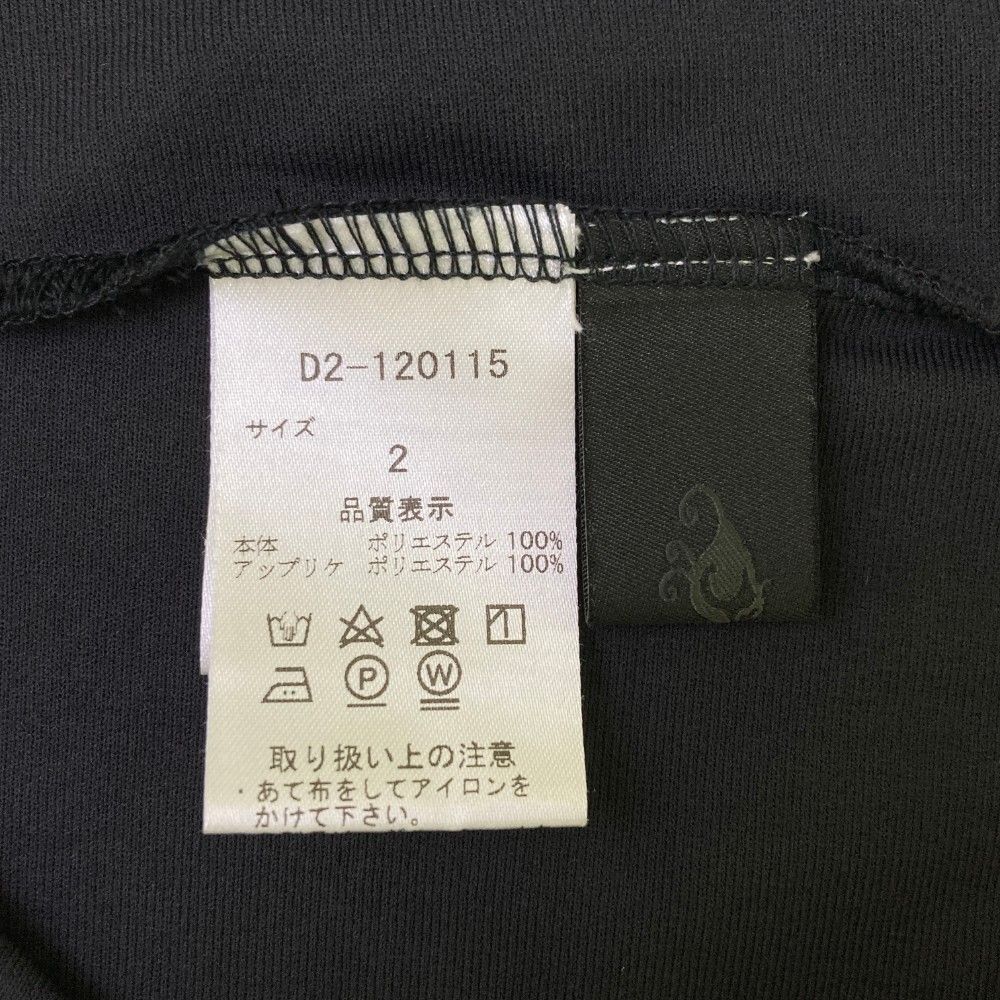 D2-120115
サイズ
2
品質表示
本体 ポリエステル 100%
アップリケ ポリエステル 100%
P W
取り扱い上の注意
・あて布をしてアイロンを
かけて下さい。